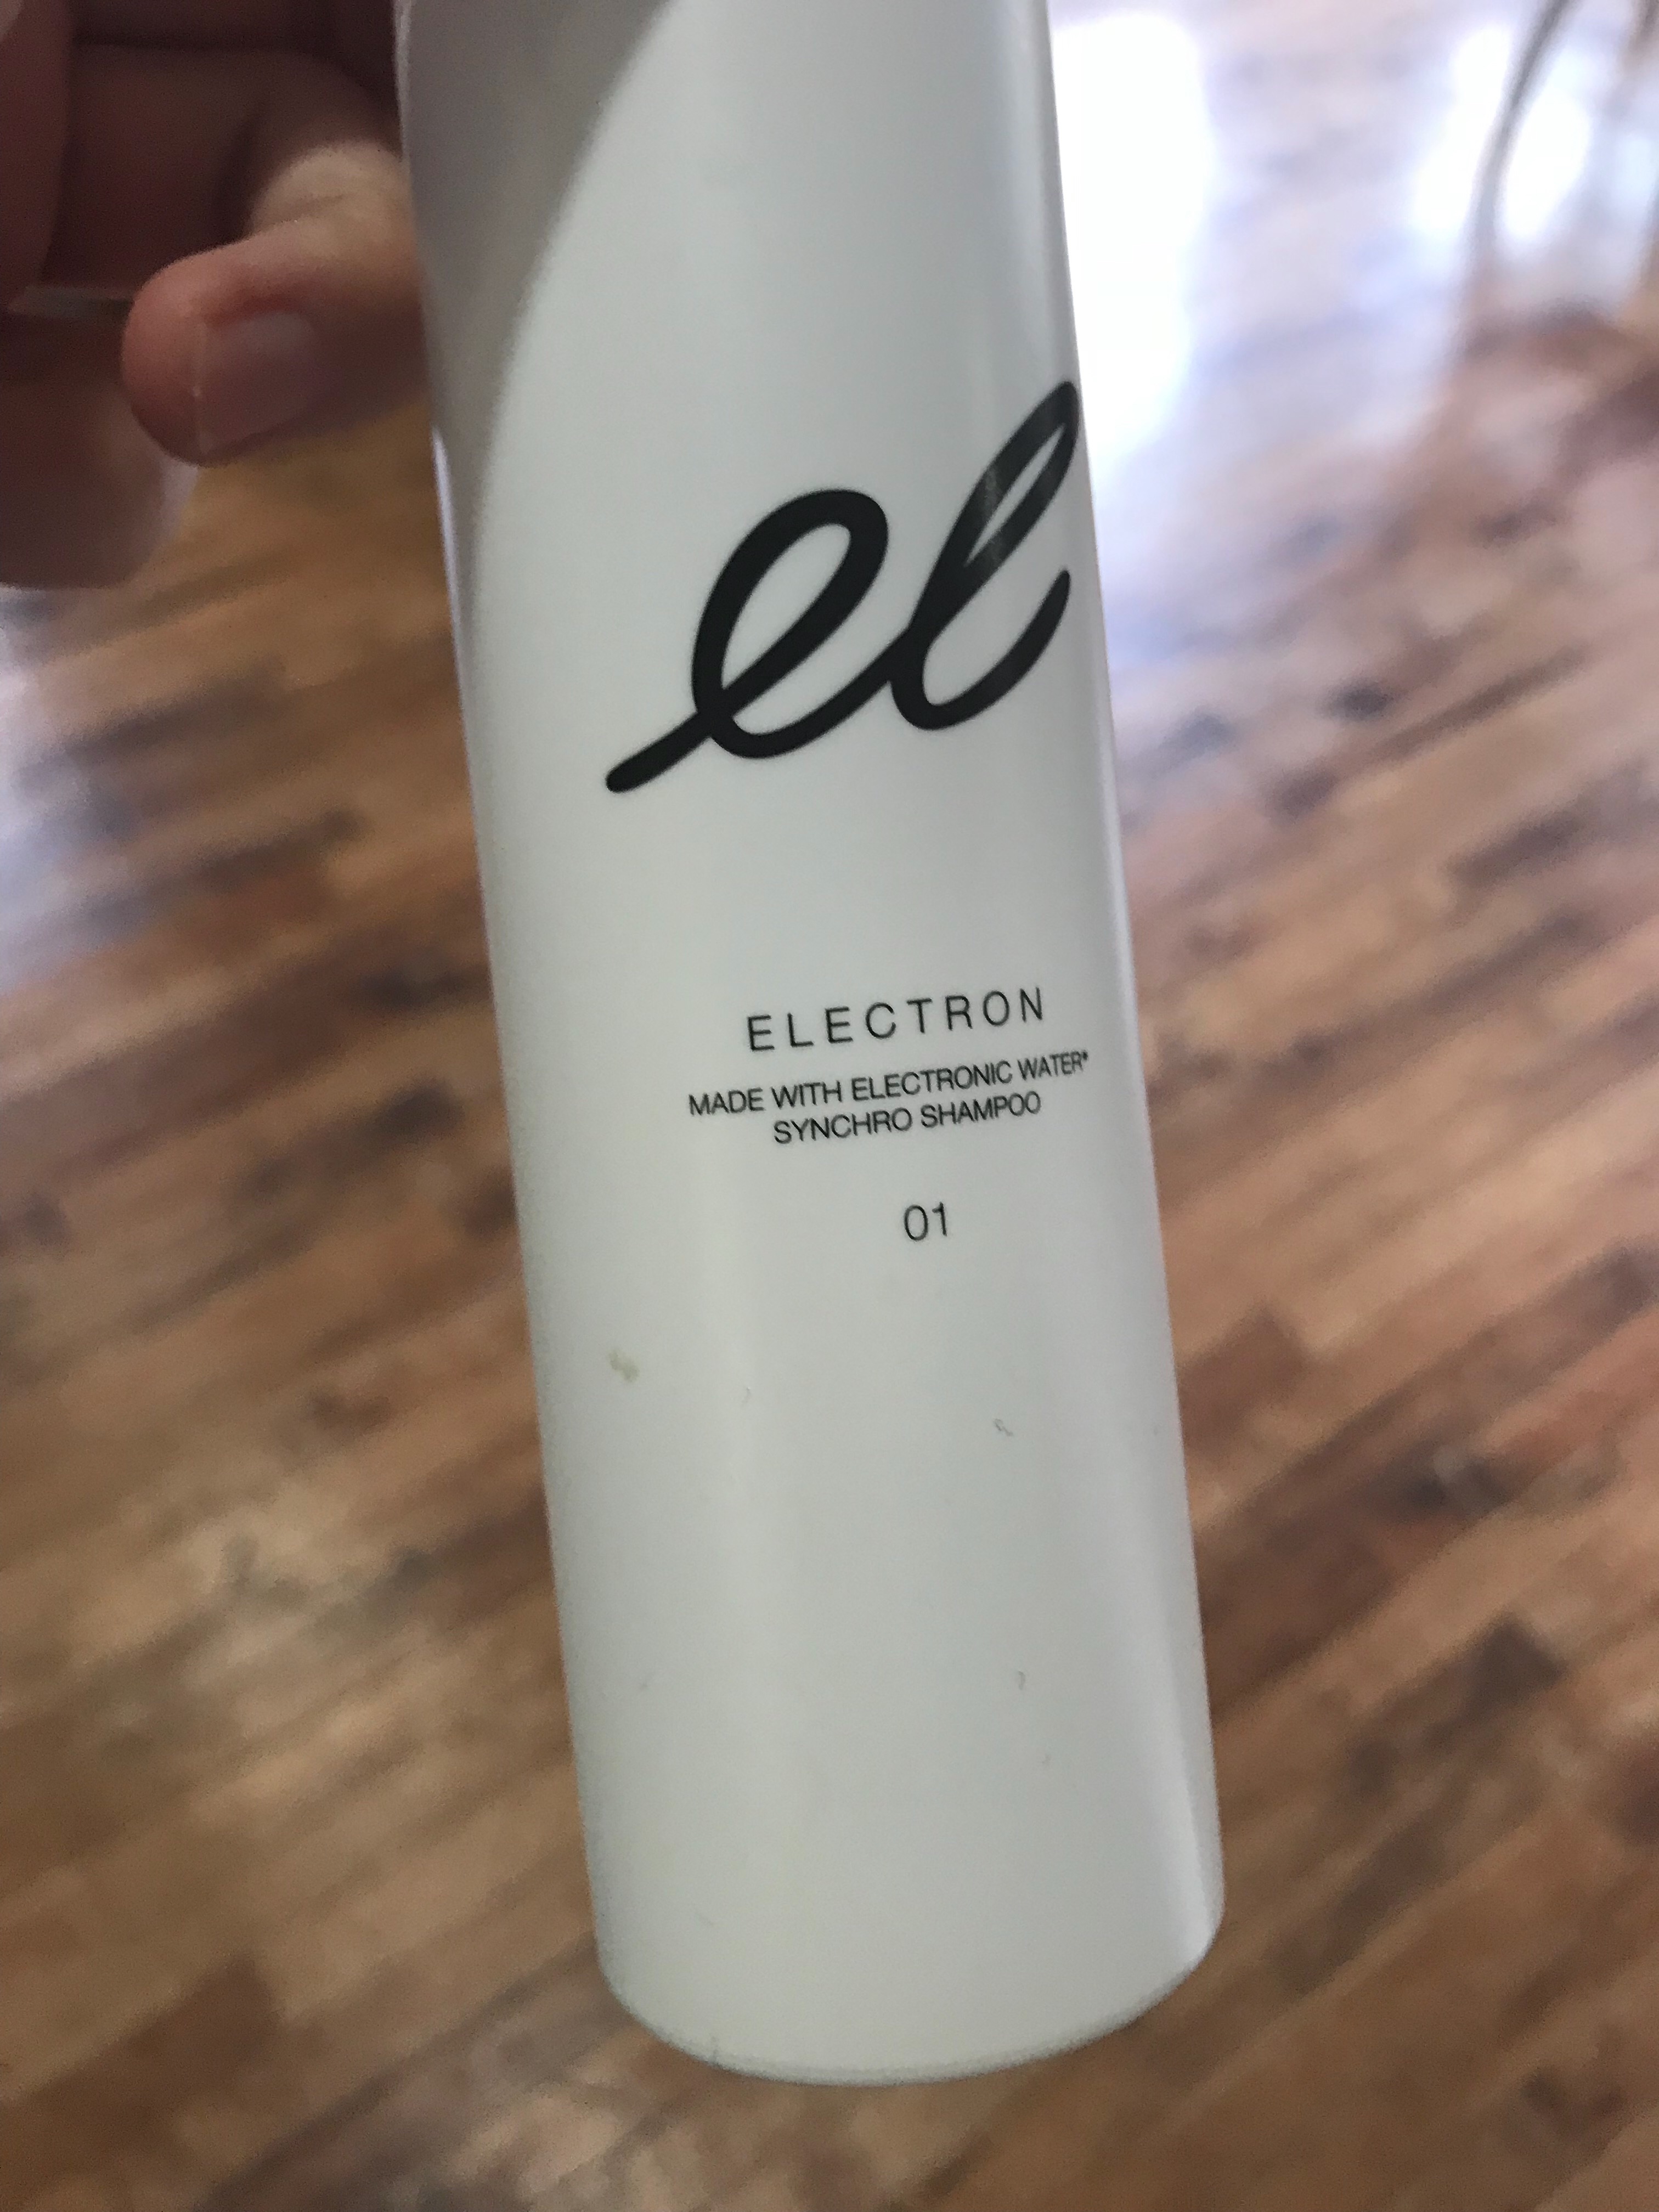 el
ELECTRON
MADE WITH ELECTRONIC WATER*
SYNCHRO SHAMPOO
01